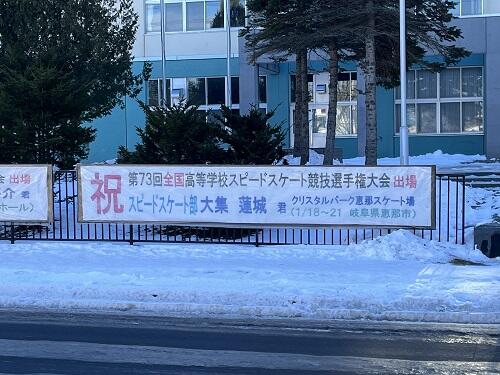 会 出場
介 君
ホール)
祝
第73回全国高等学校スピードスケート競技選手権大会 出場
スピードスケート部 大集 蓮城 君
クリスタルパーク恵那スケート場
(1/18~21 岐阜県恵那市)